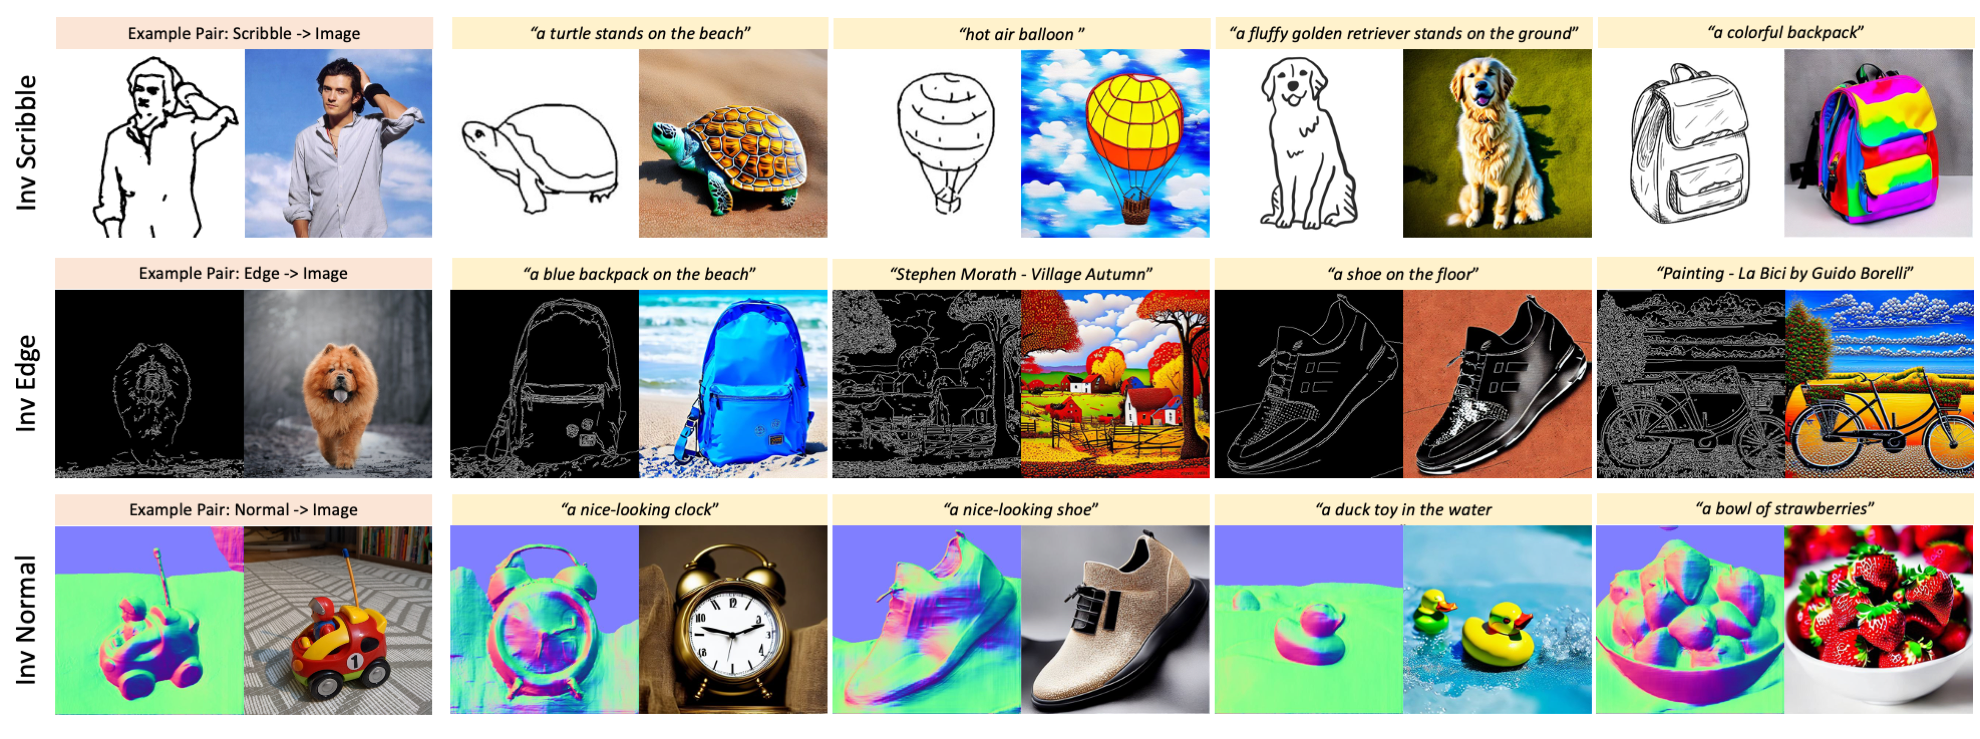 Inv Scribble
Example Pair: Scribble -> Image
“a turtle stands on the beach”
“hot air balloon ”
“a fluffy golden retriever stands on the ground”
“a colorful backpack”
Inv Edge
Example Pair: Edge -> Image
“a blue backpack on the beach”
“Stephen Morath - Village Autumn”
“a shoe on the floor”
“Painting - La Bici by Guido Borelli”
Inv Normal
Example Pair: Normal -> Image
“a nice-looking clock”
“a nice-looking shoe”
“a duck toy in the water
“a bowl of strawberries”
1